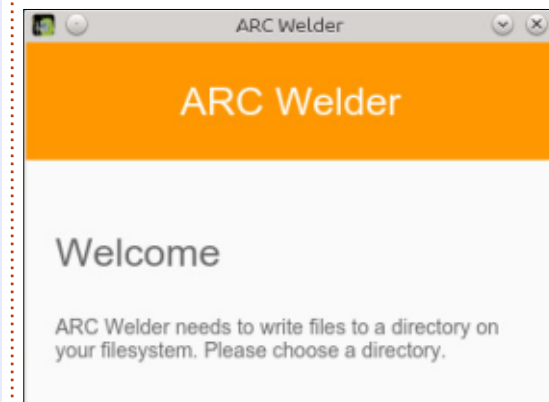 ARC Welder
ARC Welder
Welcome
ARC Welder needs to write files to a directory on
your filesystem. Please choose a directory.